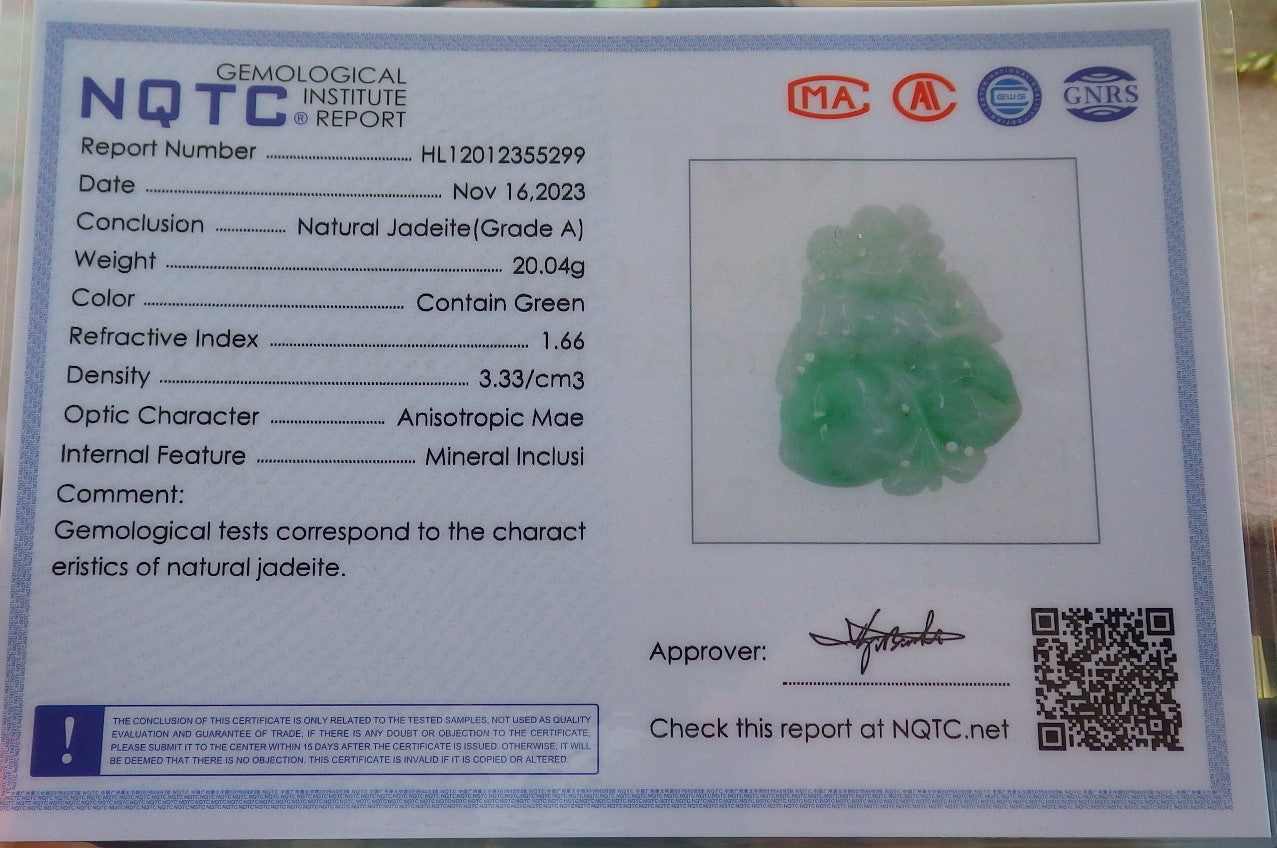 NQTC® GEMOLOGICAL
INSTITUTE
REPORT
Report Number HL12012355299
Date Nov 16,2023
Conclusion Natural Jadeite(Grade A)
Weight 20.04g
Color Contain Green
Refractive Index 1.66
Density 3.33/cm3
Optic Character Anisotropic Mae
Internal Feature Mineral Inclusi
Comment:
Gemological tests correspond to the charact
eristics of natural jadeite.
! THE CONCLUSION OF THIS CERTIFICATE IS ONLY RELATED TO THE TESTED SAMPLES, NOT USED AS QUALITY
EVALUATION AND GUARANTEE OF TRADE; IF THERE IS ANY DOUBT OR OBJECTION TO THE CERTIFICATE,
PLEASE SUBMIT IT TO THE CENTER WITHIN 15 DAYS AFTER THE CERTIFICATE IS ISSUED. OTHERWISE, IT WILL
BE DEEMED THAT THERE IS NO OBJECTION. THIS CERTIFICATE IS INVALID IF IT IS COPIED OR ALTERED.
MA
GNRS
Approver:
Check this report at NQTC.net